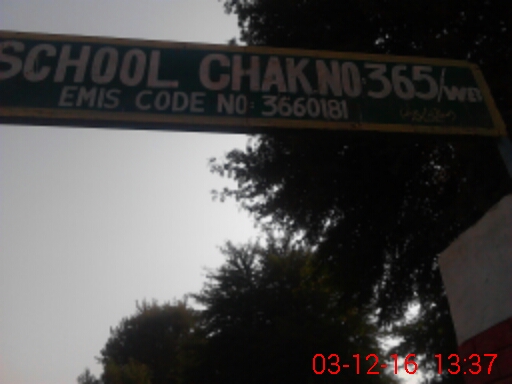 SCHOOL CHAK.NO.365/WB
EMIS CODE NO: 3660181
03-12-16 13:37